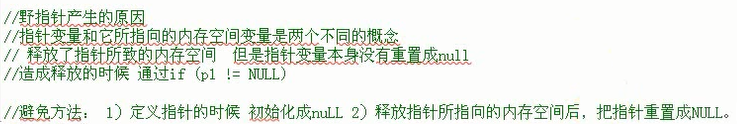 //野指针产生的原因
//指针变量和它所指向的内存空间变量是两个不同的概念
// 释放了指针所致的内存空间 但是指针变量本身没有重置成null
//造成释放的时候 通过if (p1 != NULL)
//避免方法： 1）定义指针的时候 初始化成nuLL 2）释放指针所指向的内存空间后，把指针重置成NULL。